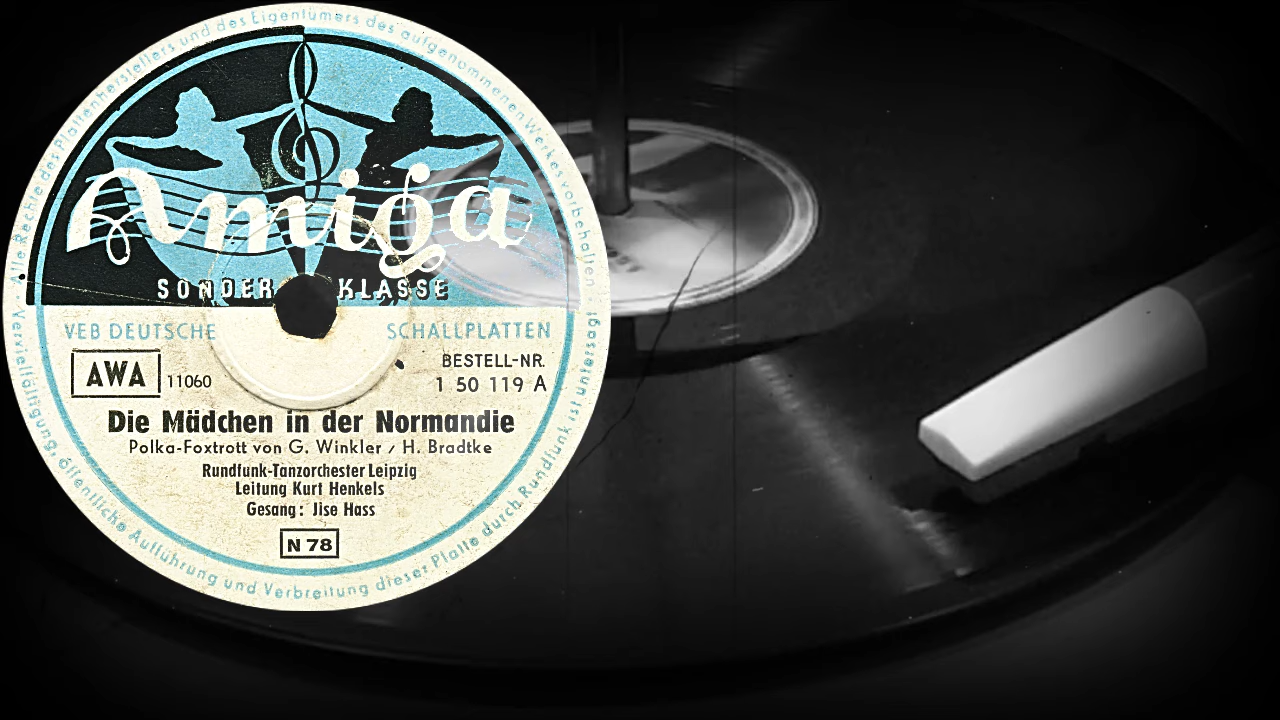 Alle Rechte des Plattenherstellers und des Eigentümers des aufgenommenen Werkes vorbehalten · Vervielfältigung, öffentliche Aufführung und Verbreitung dieser Platte durch Rundfunk ist untersagt
Amiga
SONDER KLASSE
VEB DEUTSCHE SCHALLPLATTEN
AWA 11060
BESTELL-NR.
1 50 119 A
Die Mädchen in der Normandie
Polka-Foxtrott von G. Winkler / H. Bradtke
Rundfunk-Tanzorchester Leipzig
Leitung Kurt Henkels
Gesang: Jise Hass
N 78